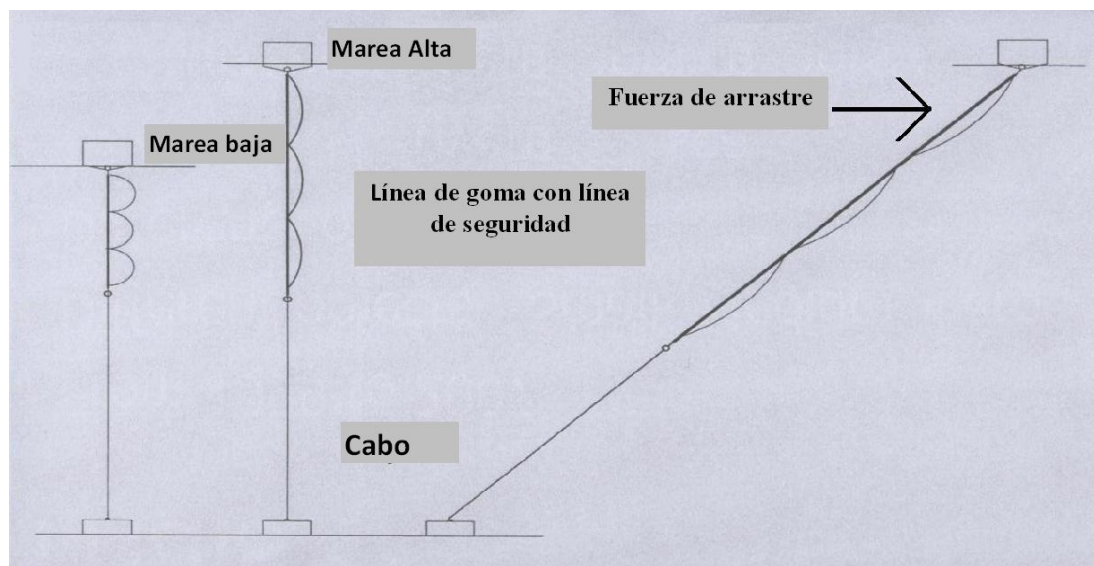 Marea Alta
Fuerza de arrastre
Marea baja
Línea de goma con línea
de seguridad
Cabo